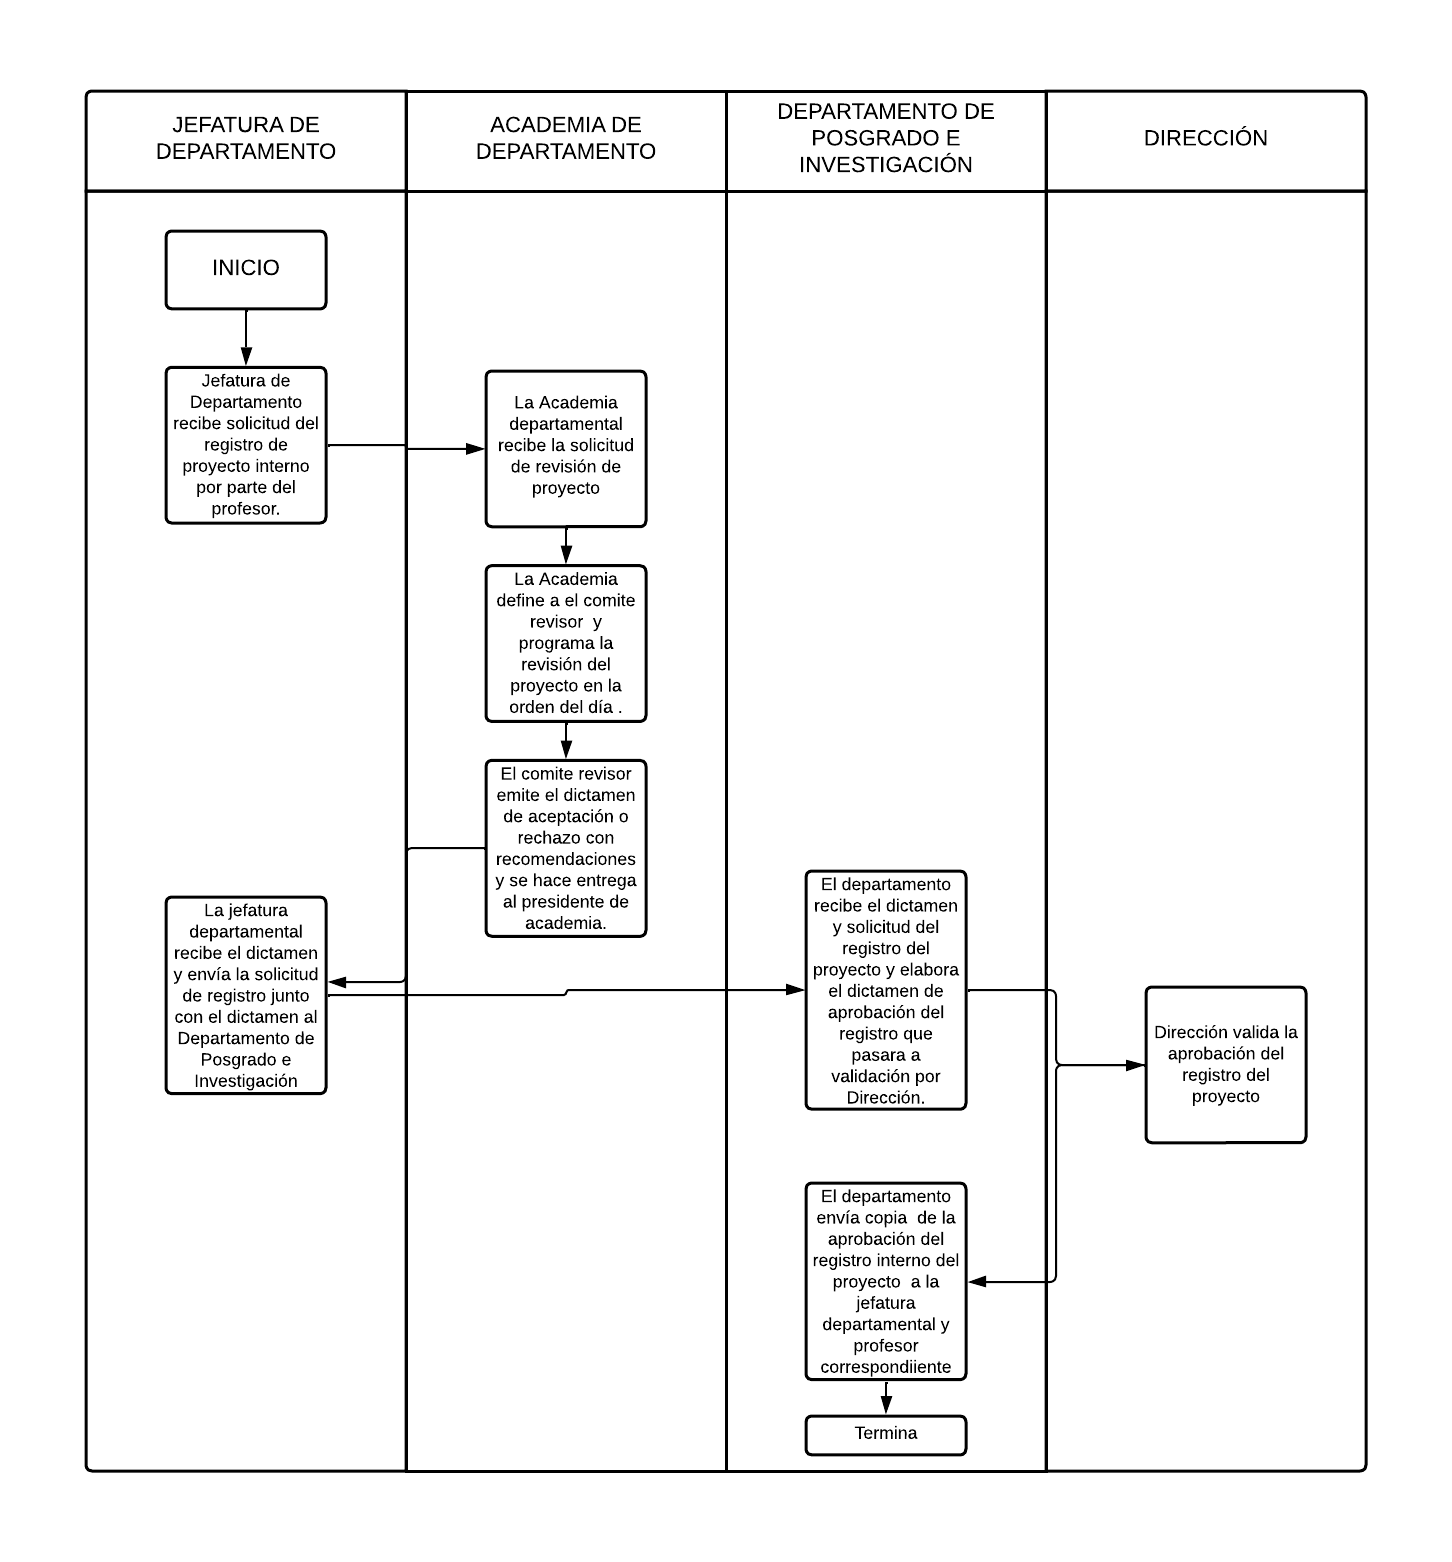 JEFATURA DE
DEPARTAMENTO
ACADEMIA DE
DEPARTAMENTO
DEPARTAMENTO DE
POSGRADO E
INVESTIGACIÓN
DIRECCIÓN
INICIO
Jefatura de
Departamento
recibe solicitud del
registro de
proyecto interno
por parte del
profesor.
La Academia
departamental
recibe la solicitud
de revisión de
proyecto
La Academia
define a el comite
revisor  y
programa la
revisión del
proyecto en la
orden del día .
El comite revisor
emite el dictamen
de aceptación o
rechazo con
recomendaciones
y se hace entrega
al presidente de
academia.
La jefatura
departamental
recibe el dictamen
y envía la solicitud
de registro junto
con el dictamen al
Departamento de
Posgrado e
Investigación
El departamento
recibe el dictamen
y solicitud del
registro del
proyecto y elabora
el dictamen de
aprobación del
registro que
pasara a
validación por
Dirección.
Dirección valida la
aprobación del
registro del
proyecto
El departamento
envía copia  de la
aprobación del
registro interno del
proyecto  a la
jefatura
departamental y
profesor
correspondiiente
Termina